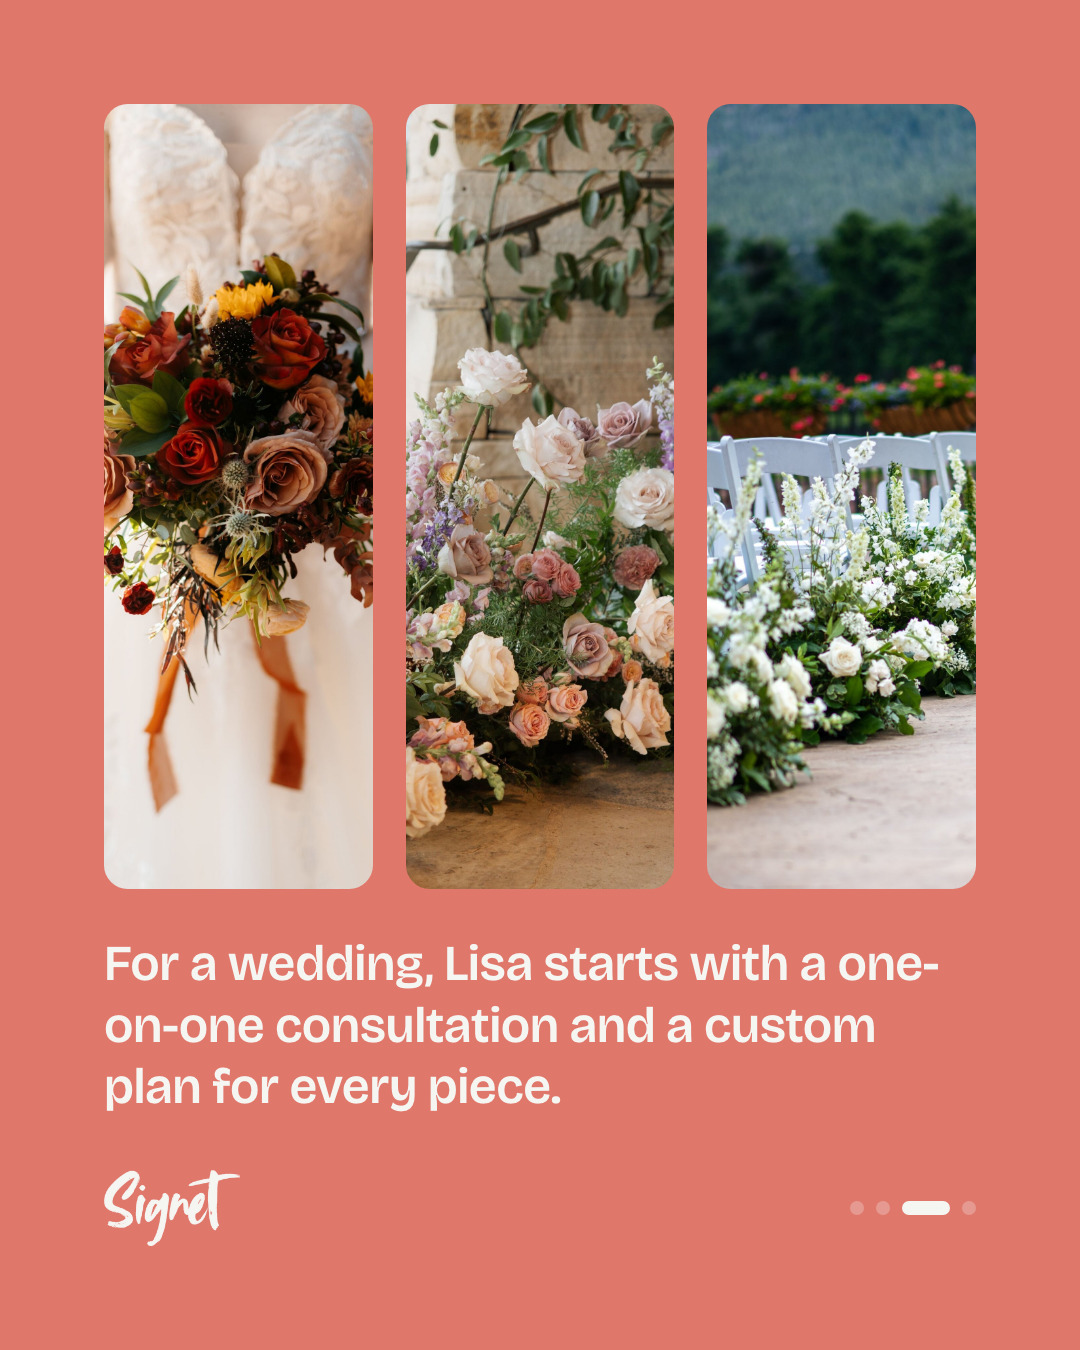 For a wedding, Lisa starts with a one-
on-one consultation and a custom
plan for every piece.
Signet